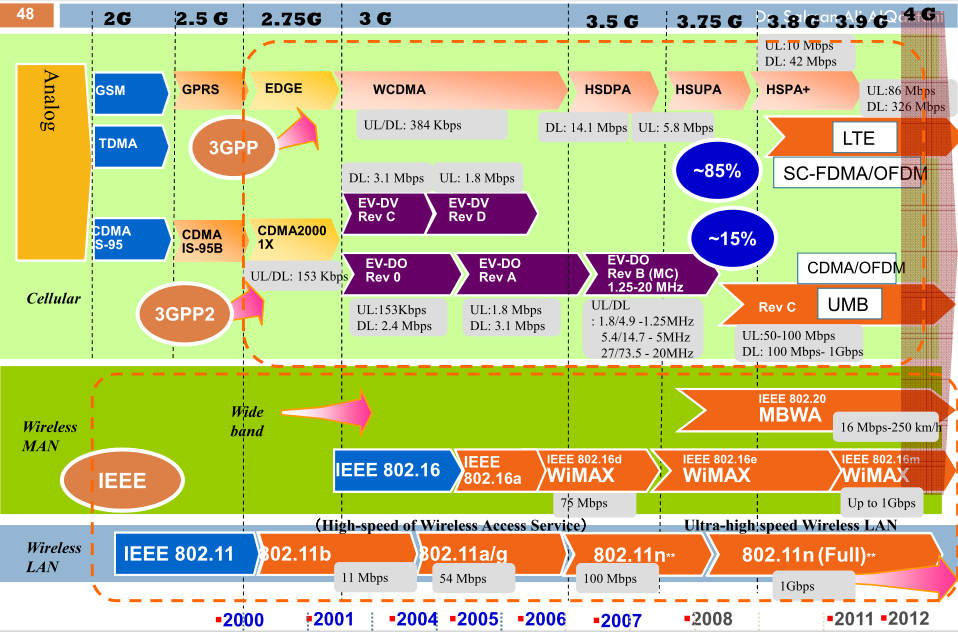 48
2G
2.5 G
2.75G
3 G
3.5 G
3.75 G
3.8 G
3.9 G
4 G
UL:10 Mbps
DL: 42 Mbps
Analog
GSM
GPRS
EDGE
WCDMA
HSDPA
HSUPA
HSPA+
UL:86 Mbps
DL: 326 Mbps
UL/DL: 384 Kbps
DL: 14.1 Mbps
UL: 5.8 Mbps
TDMA
3GPP
LTE
~85%
SC-FDMA/OFDM
DL: 3.1 Mbps
UL: 1.8 Mbps
EV-DV
Rev C
EV-DV
Rev D
CDMA
IS-95
CDMA
IS-95B
CDMA2000
1X
~15%
UL/DL: 153 Kbps
EV-DO
Rev 0
EV-DO
Rev A
EV-DO
Rev B (MC)
1.25-20 MHz
CDMA/OFDM
Cellular
3GPP2
UL:153Kbps
DL: 2.4 Mbps
UL:1.8 Mbps
DL: 3.1 Mbps
UL/DL
: 1.8/4.9 -1.25MHz
5.4/14.7 - 5MHz
27/73.5 - 20MHz
Rev C
UMB
UL:50-100 Mbps
DL: 100 Mbps- 1Gbps
Wireless
MAN
Wide
band
IEEE 802.20
MBWA
16 Mbps-250 km/h
IEEE
IEEE 802.16
IEEE
802.16a
IEEE 802.16d
WiMAX
IEEE 802.16e
WiMAX
IEEE 802.16m
WiMAX
75 Mbps
Up to 1Gbps
(High-speed of Wireless Access Service)
Ultra-high speed Wireless LAN
Wireless
LAN
IEEE 802.11
802.11b
802.11a/g
802.11n**
802.11n (Full)**
11 Mbps
54 Mbps
100 Mbps
1Gbps
2000
2001
2004
2005
2006
2007
2008
2011
2012